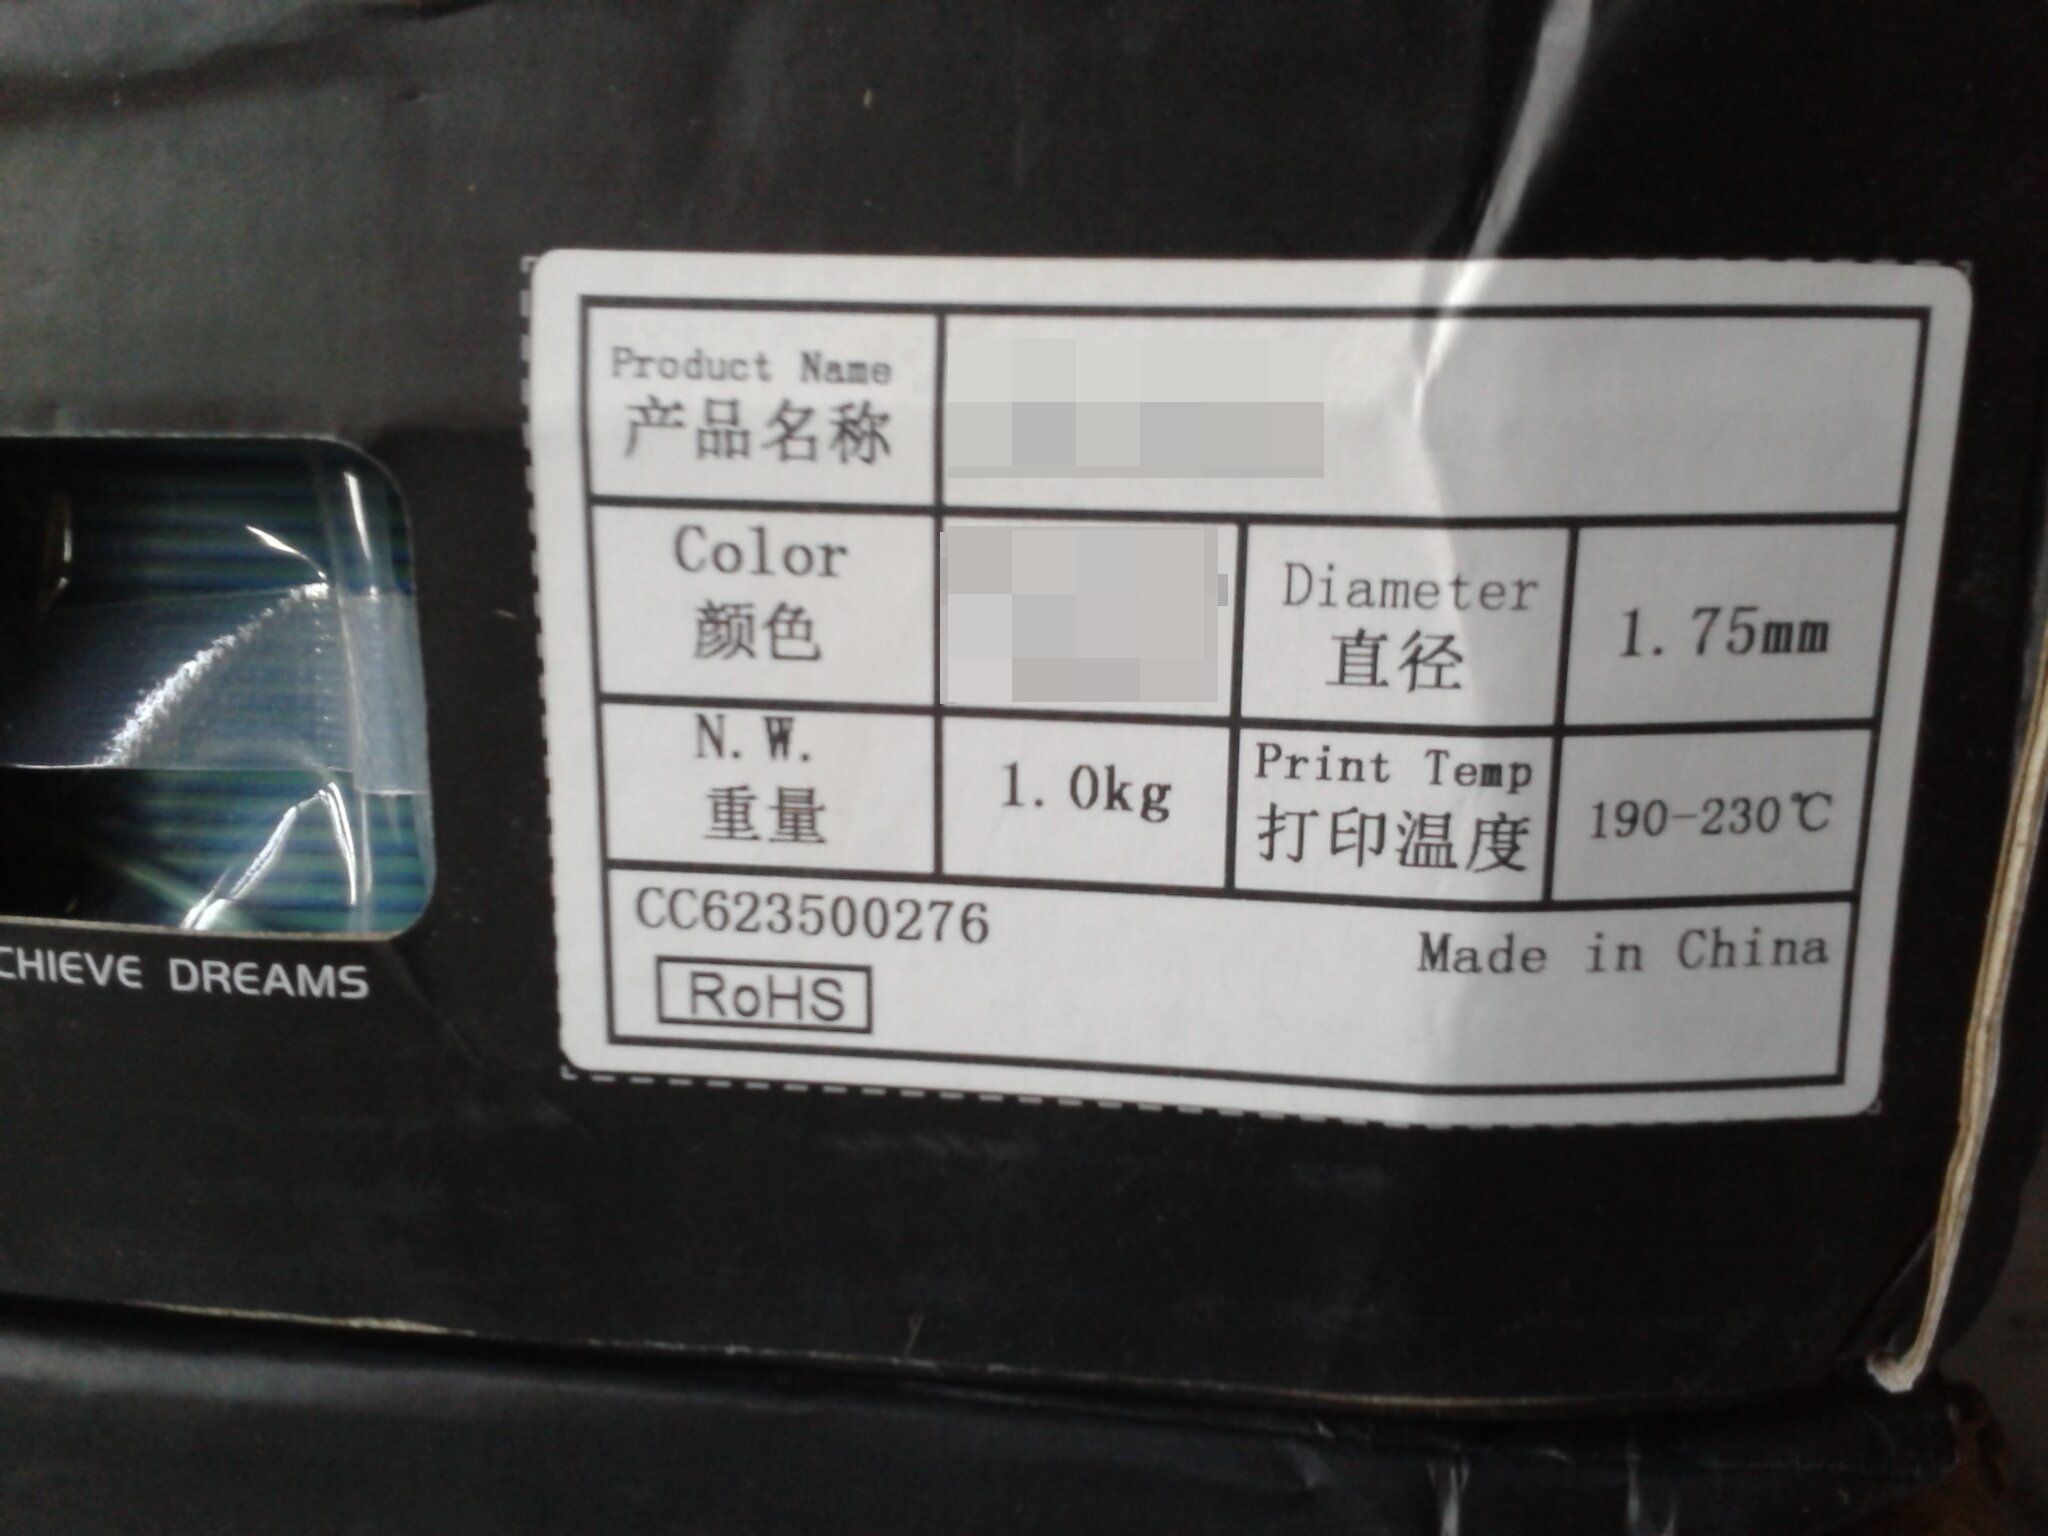 Product Name
产品名称
Color
颜色
Diameter
直径
1.75mm
N.W.
重量
1.0kg
Print Temp
打印温度
190-230℃
CC623500276
Made in China
RoHS
DREAMS